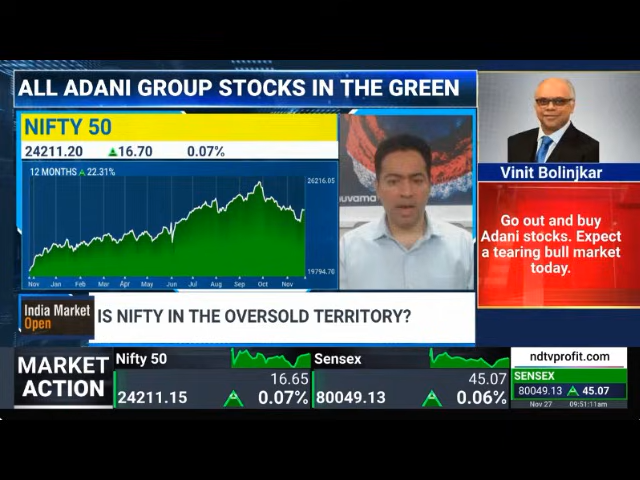 ALL ADANI GROUP STOCKS IN THE GREEN
NIFTY 50
24211.20 16.70 0.07%
12 MONTHS 22.31%
26216.05
19794.70
Nov Jan Feb Mar Apr May Jun Jul Aug Sep Oct Nov
nuvama
Vinit Bolinjkar
Go out and buy
Adani stocks. Expect
a tearing bull market
today.
India Market
Open
IS NIFTY IN THE OVERSOLD TERRITORY?
MARKET
ACTION
Nifty 50
16.65
24211.15 0.07%
Sensex
45.07
80049.13 0.06%
ndtvprofit.com
SENSEX
80049.13 45.07
Nov 27 09:51:11am